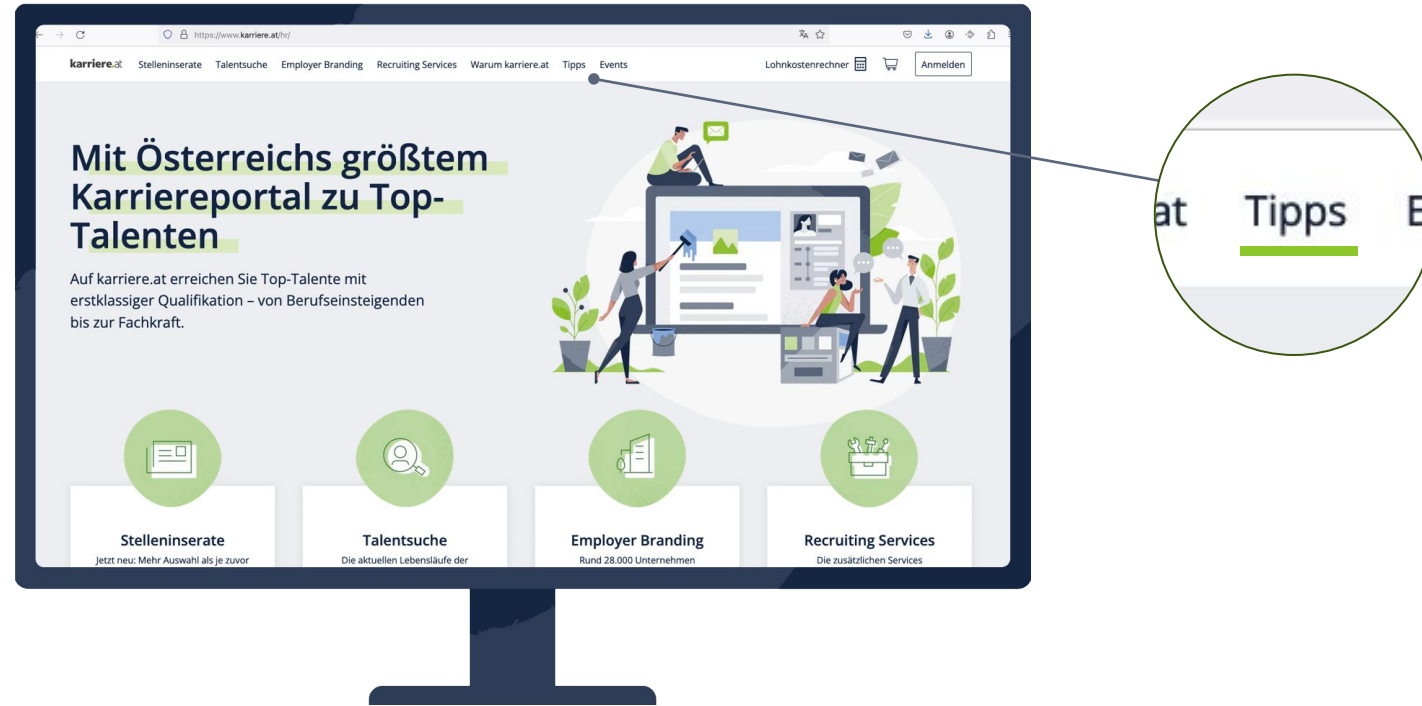 https://www.karriere.at/hr/
karriere.at Stelleninserate Talentsuche Employer Branding Recruiting Services Warum karriere.at Tipps Events Lohnkostenrechner Anmelden
Mit Österreichs größtem
Karriereportal zu Top-
Talenten
Auf karriere.at erreichen Sie Top-Talente mit
erstklassiger Qualifikation – von Berufseinsteigenden
bis zur Fachkraft.
at Tipps E
Stelleninserate
Jetzt neu: Mehr Auswahl als je zuvor
Talentsuche
Die aktuellen Lebensläufe der
Employer Branding
Rund 28.000 Unternehmen
Recruiting Services
Die zusätzlichen Services